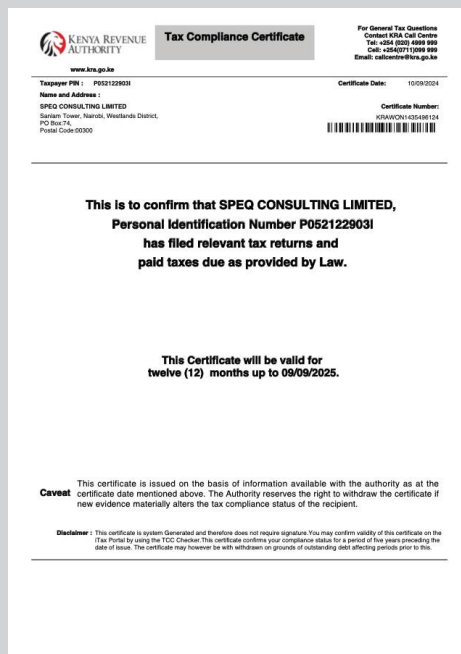 KENYA REVENUE
AUTHORITY
www.kra.go.ke
Tax Compliance Certificate
For General Tax Questions
Contact KRA Call Centre
Tel: +254 (020) 4999 999
Cell: +254(0711)099 999
Email: callcentre@kra.go.ke
Taxpayer PIN : P052122903I
Name and Address :
SPEQ CONSULTING LIMITED
Sanlam Tower, Nairobi, Westlands District,
PO Box:74,
Postal Code:00300
Certificate Date: 10/09/2024
Certificate Number:
KRAWON1435496124
This is to confirm that SPEQ CONSULTING LIMITED,
Personal Identification Number P052122903I
has filed relevant tax returns and
paid taxes due as provided by Law.
This Certificate will be valid for
twelve (12) months up to 09/09/2025.
Caveat
This certificate is issued on the basis of information available with the authority as at the
certificate date mentioned above. The Authority reserves the right to withdraw the certificate if
new evidence materially alters the tax compliance status of the recipient.
Disclaimer : This certificate is system Generated and therefore does not require signature.You may confirm validity of this certificate on the
iTax Portal by using the TCC Checker.This certificate confirms your compliance status for a period of five years preceding the
date of issue. The certificate may however be with withdrawn on grounds of outstanding debt affecting periods prior to this.